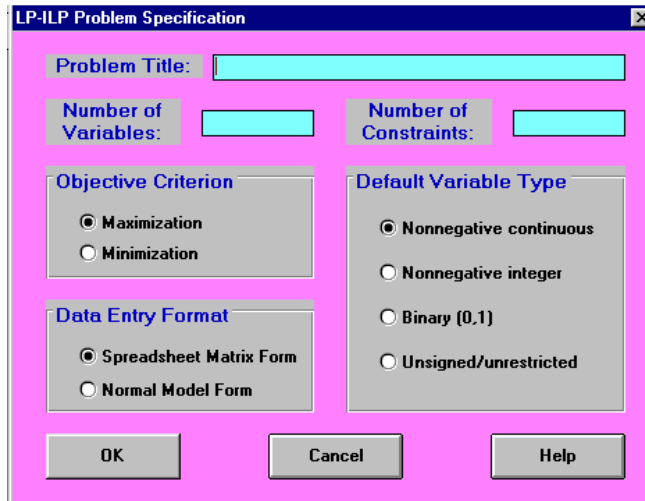 LP-ILP Problem Specification
Problem Title:
Number of
Variables:
Number of
Constraints:
Objective Criterion
Maximization
Minimization
Data Entry Format
Spreadsheet Matrix Form
Normal Model Form
Default Variable Type
Nonnegative continuous
Nonnegative integer
Binary (0,1)
Unsigned/unrestricted
OK
Cancel
Help